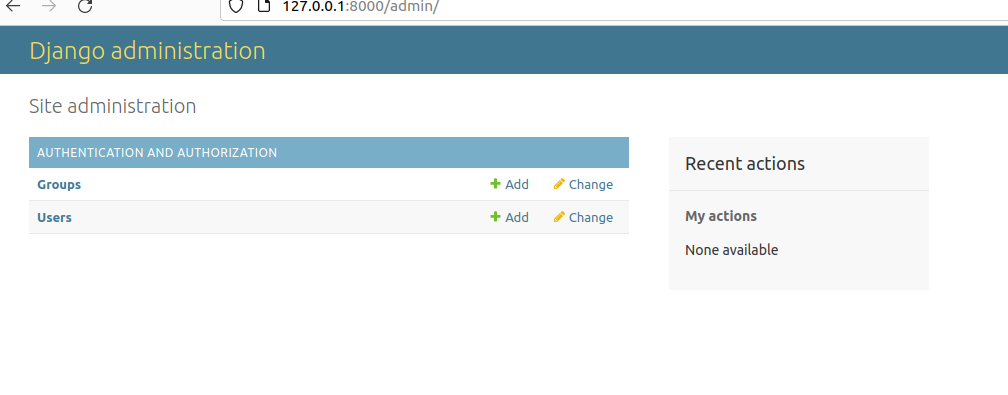 127.0.0.1:8000/admin/
Django administration
Site administration
AUTHENTICATION AND AUTHORIZATION
Groups Add Change
Users Add Change
Recent actions
My actions
None available